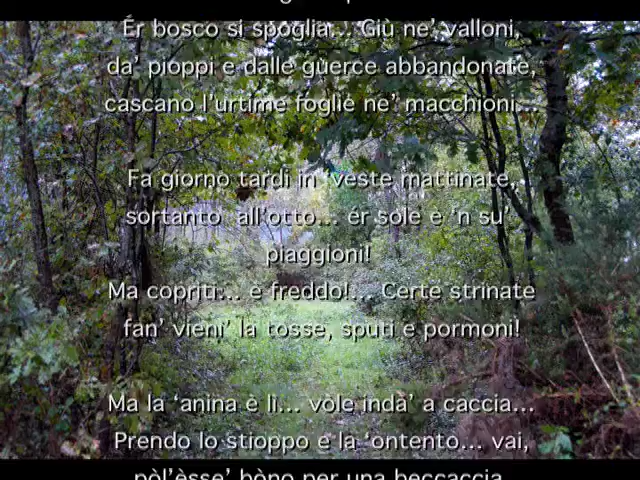 Ér bosco si spoglia... Giù ne' valloni,
da' pioppi e dalle querce abbandonate,
cascano l'urtime foglie ne' macchioni...
Fa giorno tardi in 'veste mattinate,
sortanto all'otto... ér sole è 'n su'
piaggioni!
Ma copriti... è freddo!... Certe strinate
fan' vieni' la tosse, sputi e pormoni!
Ma la 'anina è lì... vòle indà' a caccia...
Prendo lo stioppo e la 'ontento... vai,
pòl'èsse' bòno per una beccaccia